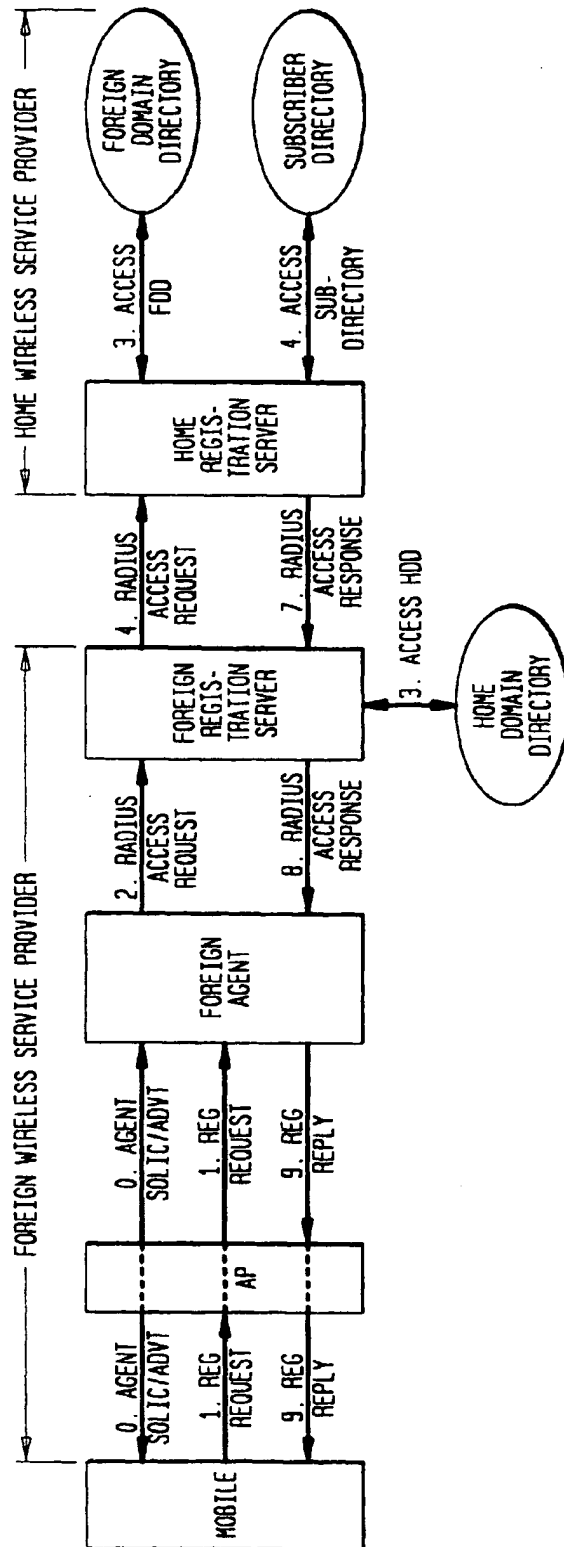 FOREIGN WIRELESS SERVICE PROVIDER
HOME WIRELESS SERVICE PROVIDER
MOBILE
0. AGENT
SOLIC/ADVT
1. REG
REQUEST
9. REG
REPLY
AP
0. AGENT
SOLIC/ADVT
1. REG
REQUEST
9. REG
REPLY
FOREIGN
AGENT
2. RADIUS
ACCESS
REQUEST
8. RADIUS
ACCESS
RESPONSE
FOREIGN
REGIS-
TRATION
SERVER
3. ACCESS HDD
HOME
DOMAIN
DIRECTORY
4. RADIUS
ACCESS
REQUEST
7. RADIUS
ACCESS
RESPONSE
HOME
REGIS-
TRATION
SERVER
3. ACCESS
FDD
4. ACCESS
SUB-
DIRECTORY
FOREIGN
DOMAIN
DIRECTORY
SUBSCRIBER
DIRECTORY